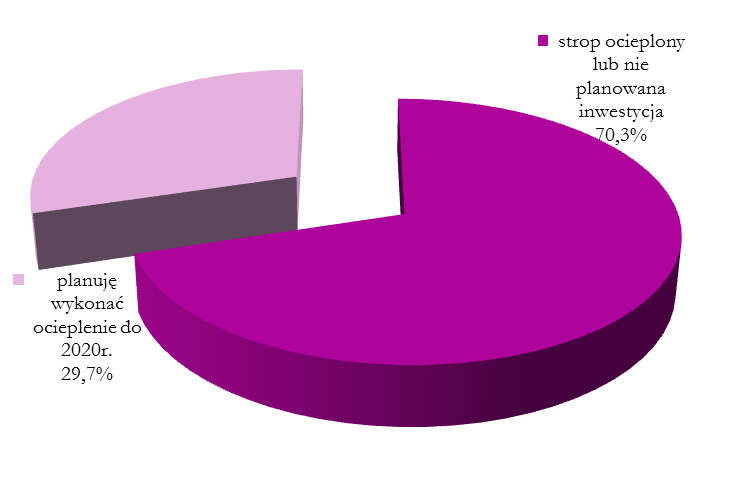 strop ocieplony
lub nie
planowana
inwestycja
70,3%
planuję
wykonać
ocieplenie do
2020r.
29,7%